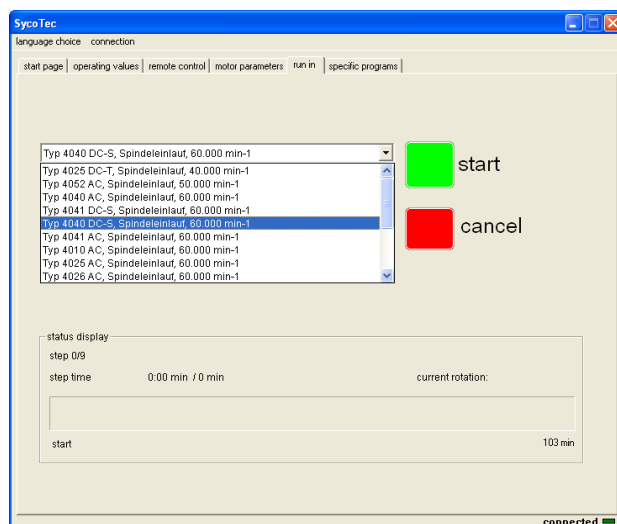 SycoTec
language choice connection
start page operating values remote control motor parameters run in specific programs
Typ 4040 DC-S, Spindeleinlauf, 60.000 min-1
Typ 4025 DC-T, Spindeleinlauf, 40.000 min-1
Typ 4052 AC, Spindeleinlauf, 50.000 min-1
Typ 4040 AC, Spindeleinlauf, 60.000 min-1
Typ 4041 DC-S, Spindeleinlauf, 60.000 min-1
Typ 4040 DC-S, Spindeleinlauf, 60.000 min-1
Typ 4041 AC, Spindeleinlauf, 60.000 min-1
Typ 4010 AC, Spindeleinlauf, 60.000 min-1
Typ 4025 AC, Spindeleinlauf, 60.000 min-1
Typ 4026 AC, Spindeleinlauf, 60.000 min-1
start
cancel
status display
step 0/9
step time 0:00 min / 0 min current rotation:
start 103 min
connected